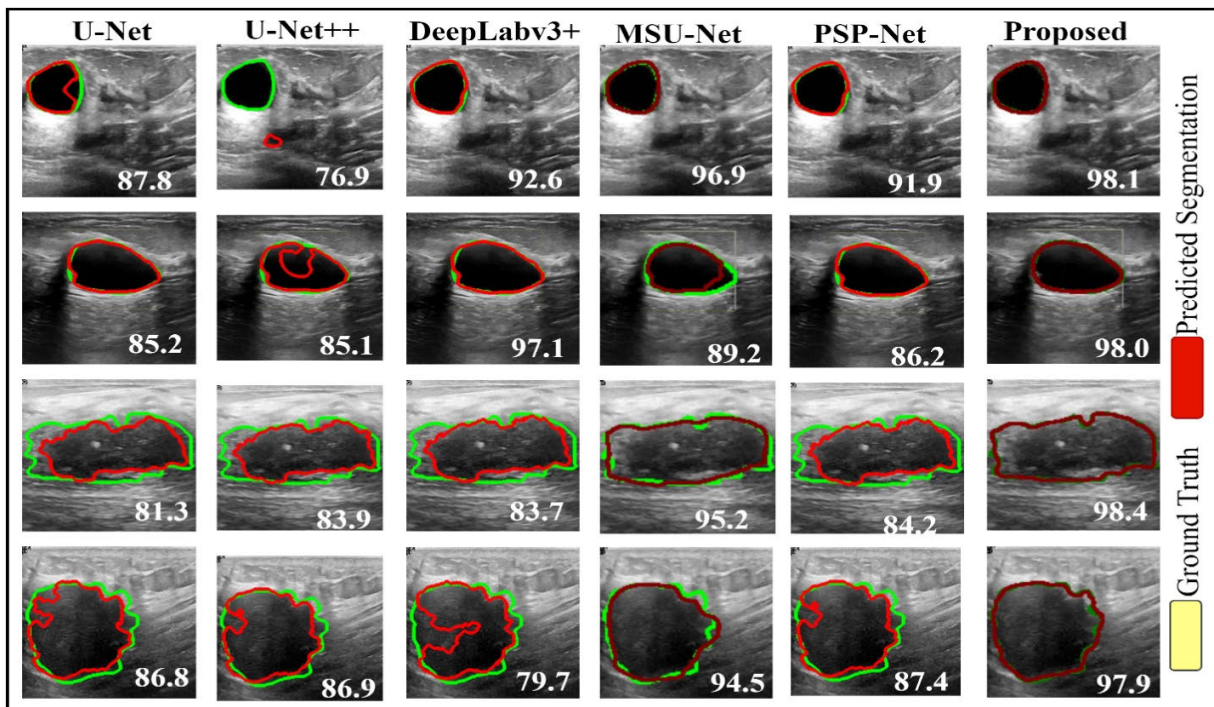 U-Net U-Net++ DeepLabv3+ MSU-Net PSP-Net Proposed
87.8 76.9 92.6 96.9 91.9 98.1
85.2 85.1 97.1 89.2 86.2 98.0
81.3 83.9 83.7 95.2 84.2 98.4
86.8 86.9 79.7 94.5 87.4 97.9
Predicted Segmentation
Ground Truth